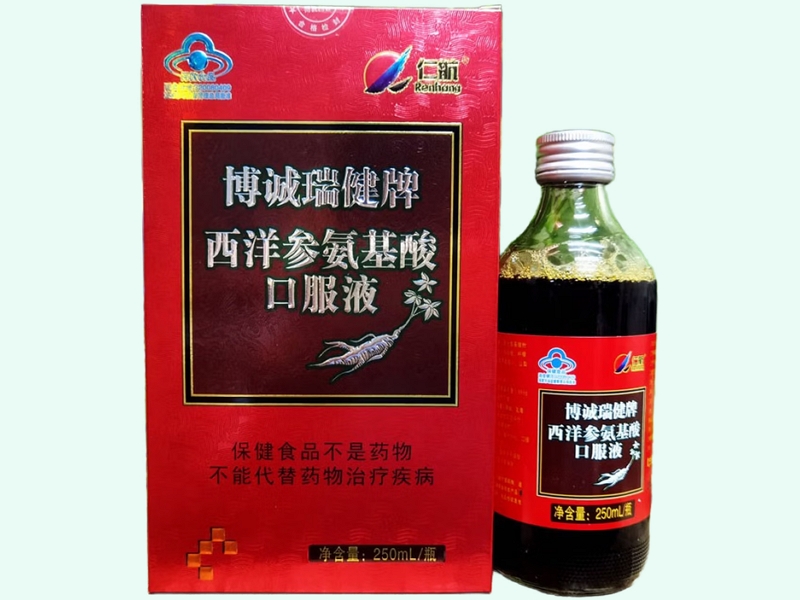 仁航
Renhang
博诚瑞健牌
西洋参氨基酸
口服液
保健食品不是药物
不能代替药物治疗疾病
净含量：250mL/瓶
博诚瑞健牌
西洋参氨基酸
口服液
净含量：250mL/瓶